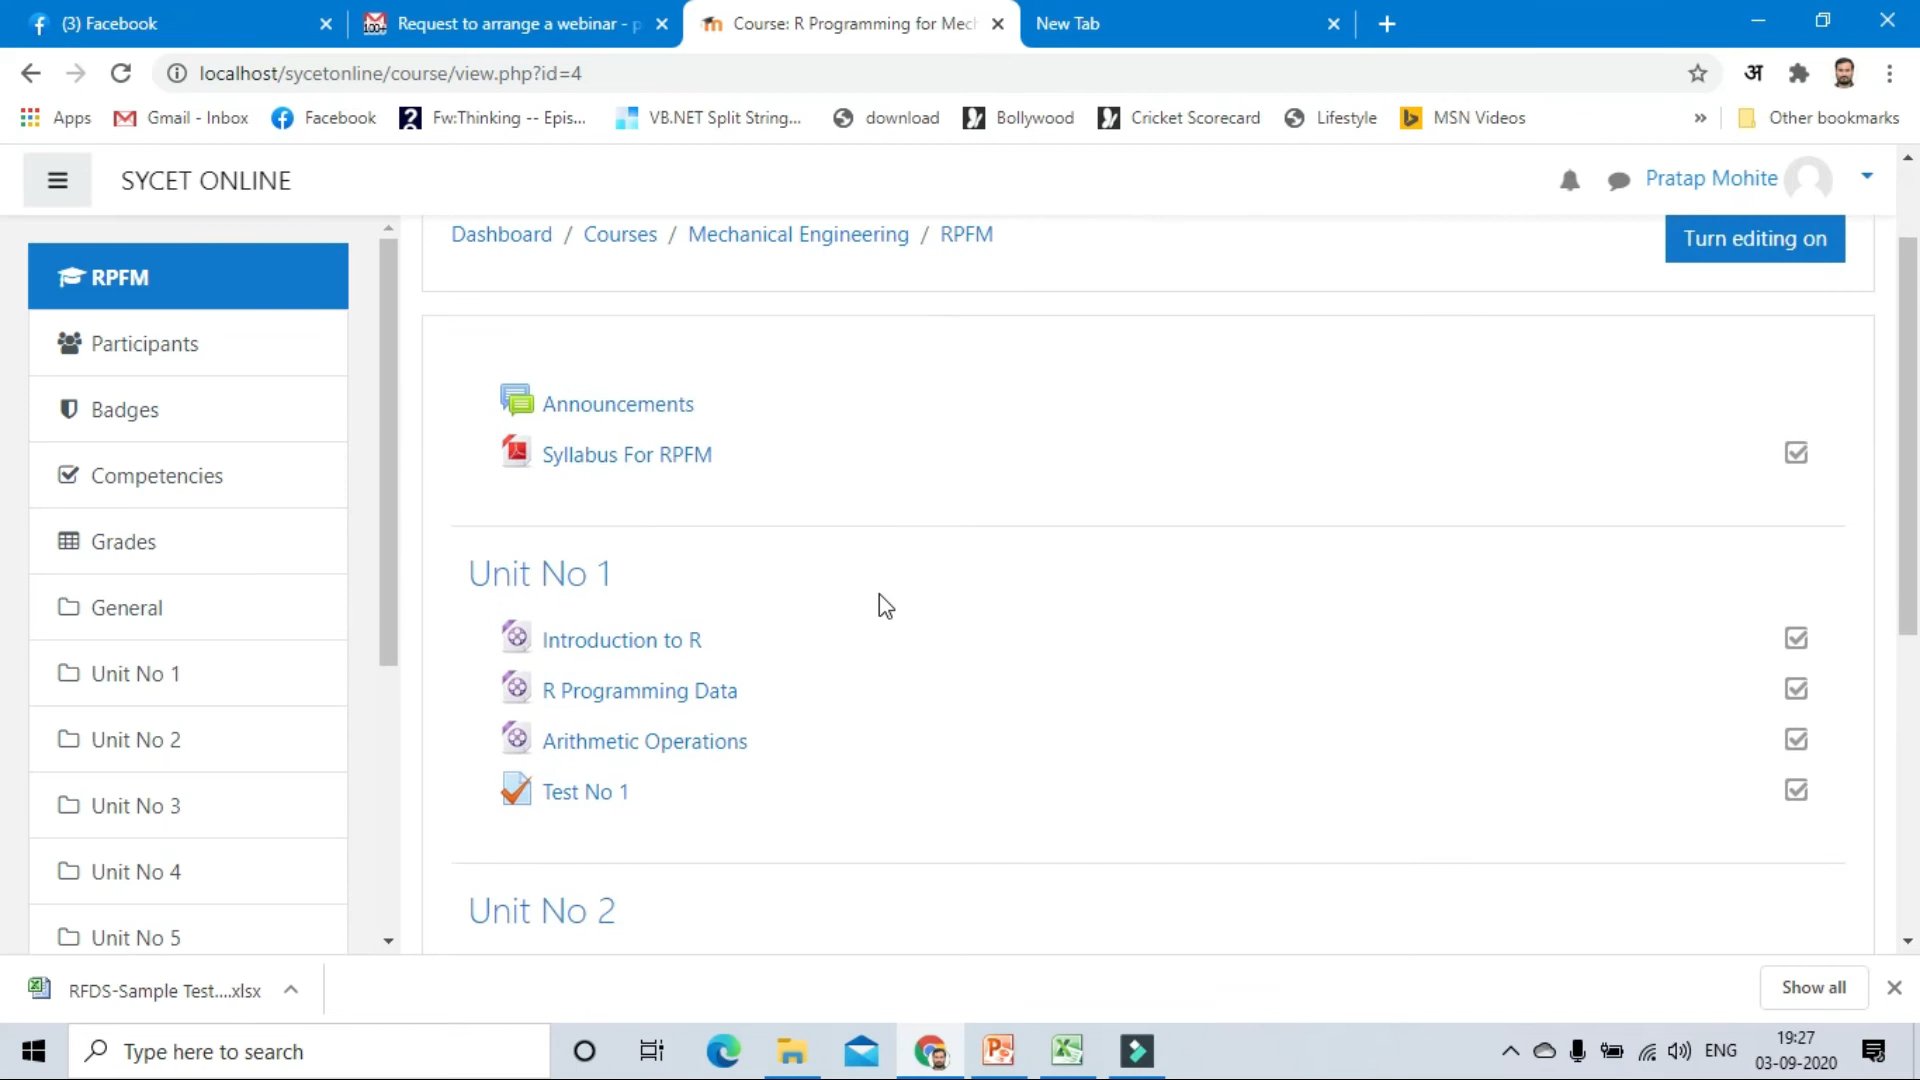 (3) Facebook
Request to arrange a webinar - p
Course: R Programming for Mec
New Tab
localhost/sycetonline/course/view.php?id=4
अ
Apps
Gmail - Inbox
Facebook
Fw:Thinking -- Epis...
VB.NET Split String...
download
Bollywood
Cricket Scorecard
Lifestyle
MSN Videos
»
Other bookmarks
SYCET ONLINE
Pratap Mohite
Dashboard / Courses / Mechanical Engineering / RPFM
Turn editing on
RPFM
Participants
Badges
Competencies
Grades
General
Unit No 1
Unit No 2
Unit No 3
Unit No 4
Unit No 5
Announcements
Syllabus For RPFM
Unit No 1
Introduction to R
R Programming Data
Arithmetic Operations
Test No 1
Unit No 2
RFDS-Sample Test....xlsx
Show all
Type here to search
ENG
19:27
03-09-2020